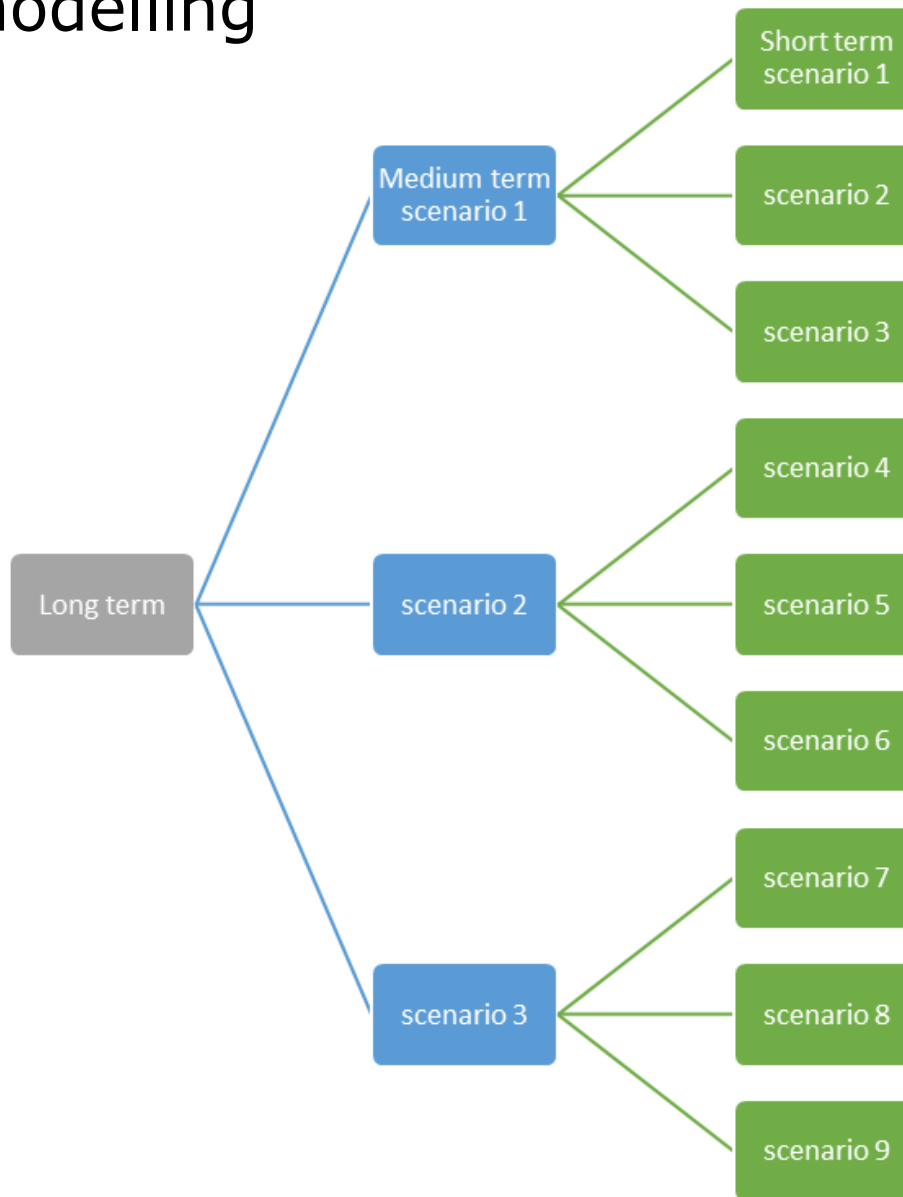 modelling
Short term
scenario 1
Medium term
scenario 1
scenario 2
scenario 3
scenario 4
Long term
scenario 2
scenario 5
scenario 6
scenario 7
scenario 3
scenario 8
scenario 9